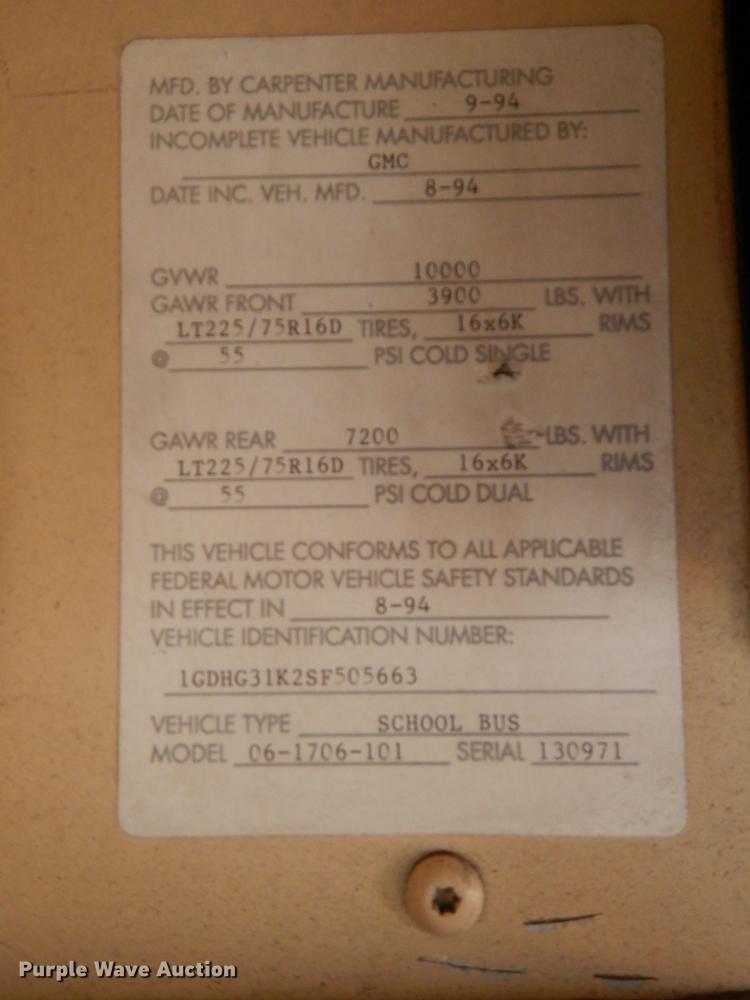 MFD. BY CARPENTER MANUFACTURING
DATE OF MANUFACTURE 9-94
INCOMPLETE VEHICLE MANUFACTURED BY:
GMC
DATE INC. VEH. MFD. 8-94
GVWR 10000
GAWR FRONT 3900 LBS. WITH
LT225/75R16D TIRES, 16x6K RIMS
@ 55 PSI COLD SINGLE
GAWR REAR 7200 LBS. WITH
LT225/75R16D TIRES, 16x6K RIMS
@ 55 PSI COLD DUAL
THIS VEHICLE CONFORMS TO ALL APPLICABLE
FEDERAL MOTOR VEHICLE SAFETY STANDARDS
IN EFFECT IN 8-94
VEHICLE IDENTIFICATION NUMBER:
1GDHG31K2SF505663
VEHICLE TYPE SCHOOL BUS
MODEL 06-1706-101 SERIAL 130971
Purple Wave Auction